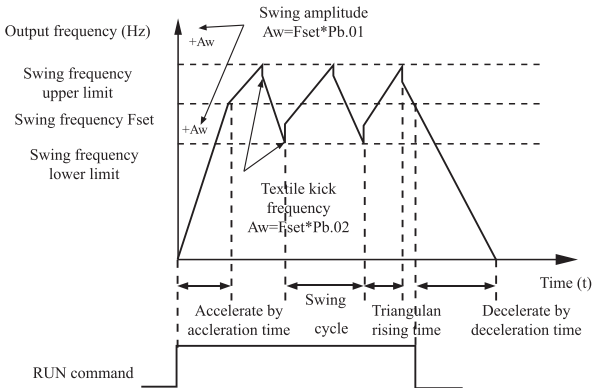 Swing amplitude
Aw=Fset*Pb.01
Output frequency (Hz)
+Aw
Swing frequency
upper limit
Swing frequency Fset
+Aw
Swing frequency
lower limit
Textile kick
frequency
Aw=Fset*Pb.02
Time (t)
Accelerate by
accleration time
Swing
cycle
Triangulan
rising time
Decelerate by
deceleration time
RUN command